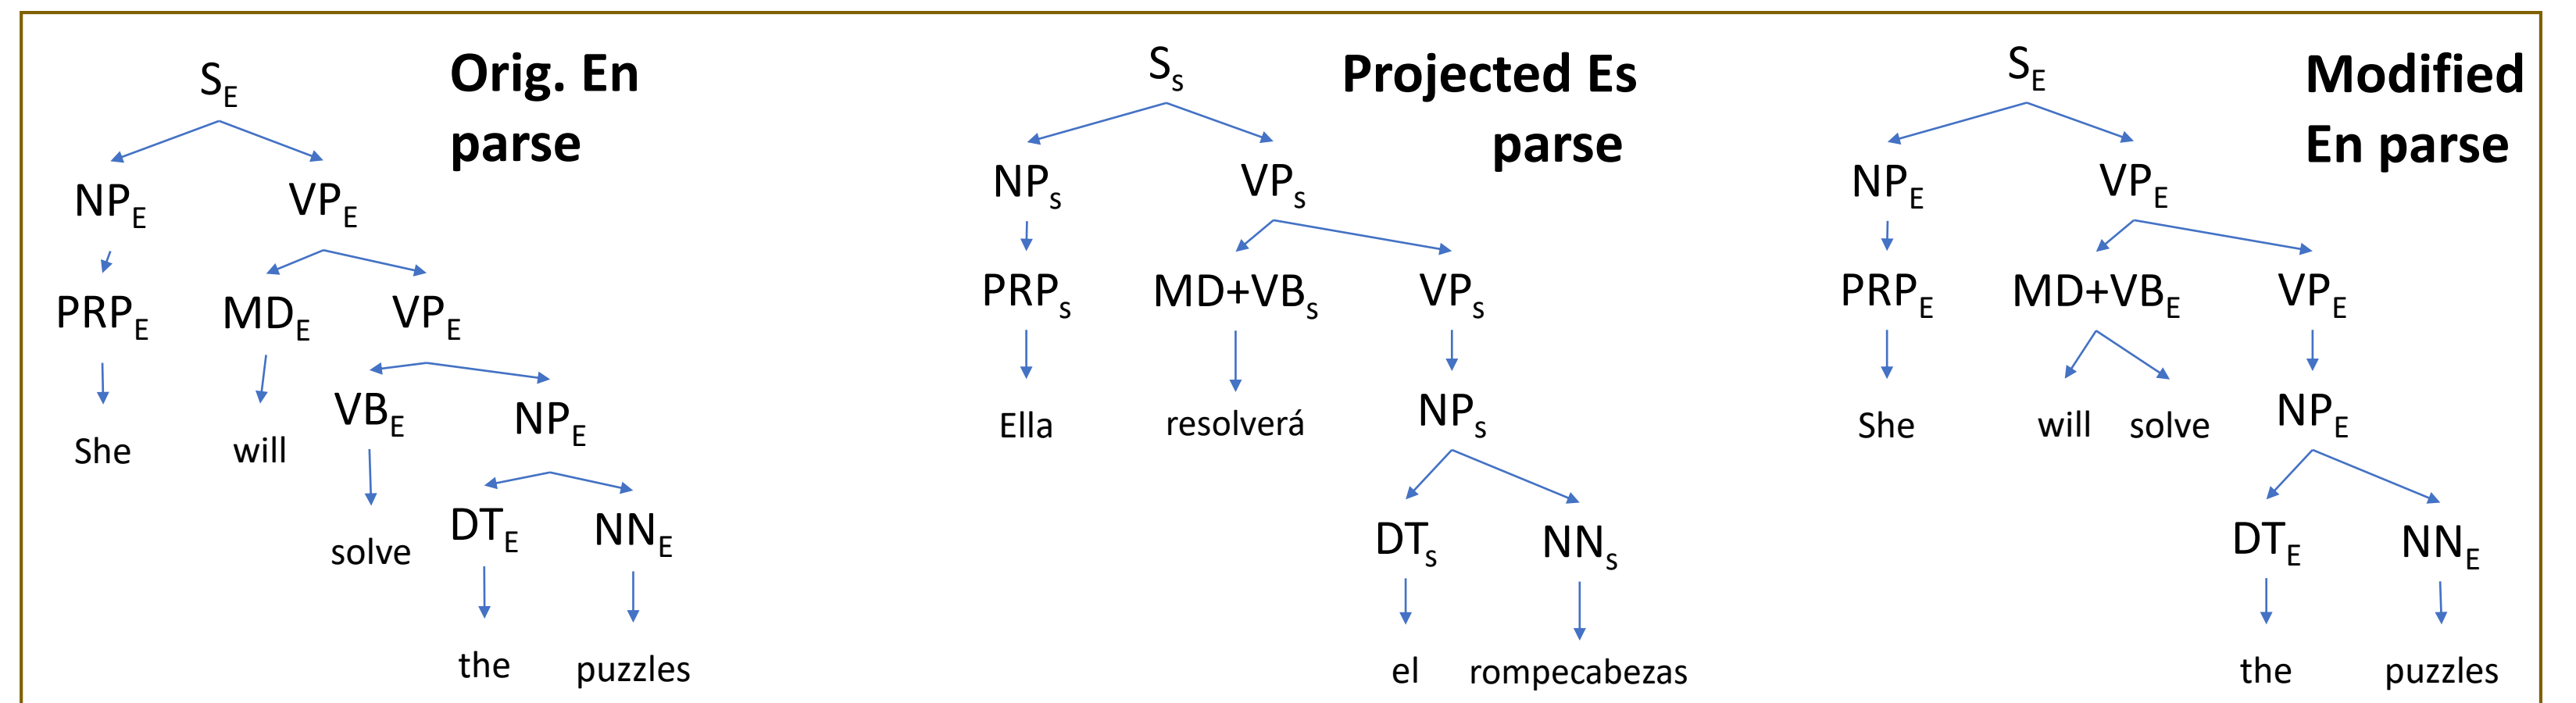 Orig. En
parse
S_E
NP_E VP_E
PRP_E MD_E VP_E
VB_E NP_E
She will
DT_E NN_E
solve
the puzzles
Projected Es
parse
S_s
NP_s VP_s
PRP_s MD+VB_s VP_s
Ella resolverá NP_s
DT_s NN_s
el rompecabezas
Modified
En parse
S_E
NP_E VP_E
PRP_E MD+VB_E VP_E
She will solve NP_E
DT_E NN_E
the puzzles